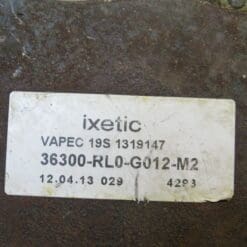 ixetic
VAPEC 19S 1319147
36300-RL0-G012-M2
12.04.13 029 4293